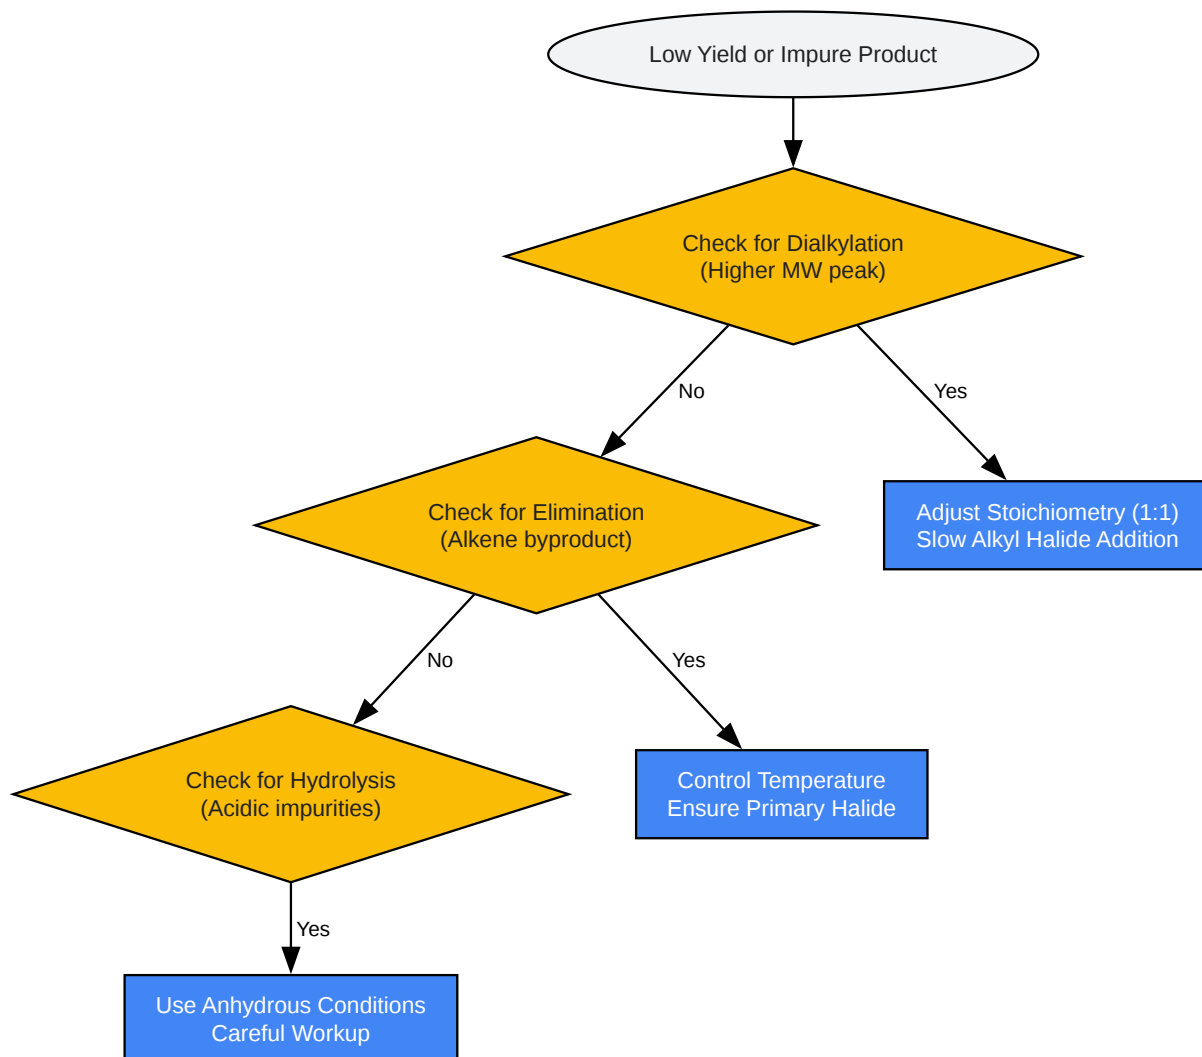 Low Yield or Impure Product
Check for Dialkylation
(Higher MW peak)
No
Yes
Check for Elimination
(Alkene byproduct)
Adjust Stoichiometry (1:1)
Slow Alkyl Halide Addition
No
Yes
Check for Hydrolysis
(Acidic impurities)
Control Temperature
Ensure Primary Halide
Yes
Use Anhydrous Conditions
Careful Workup